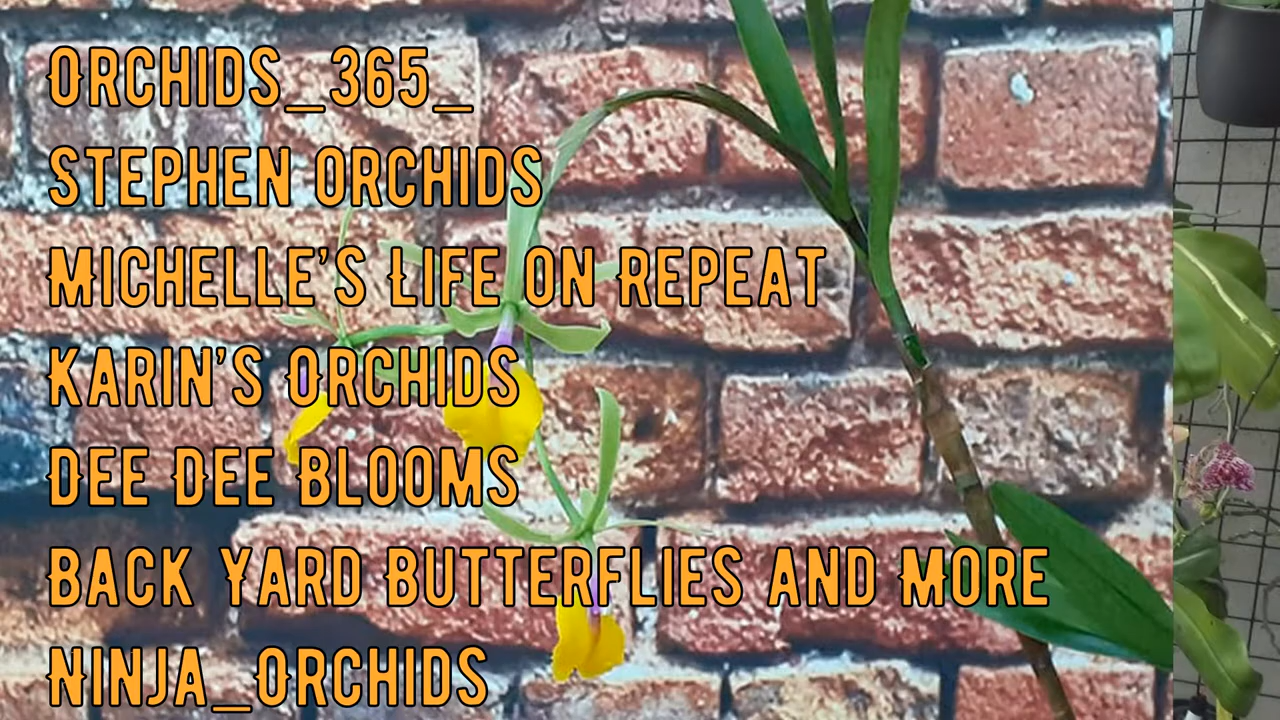 Orchids_365_
Stephen Orchids
Michelle's Life on Repeat
Karin's Orchids
Dee Dee Blooms
Back Yard Butterflies and More
Ninja_Orchids